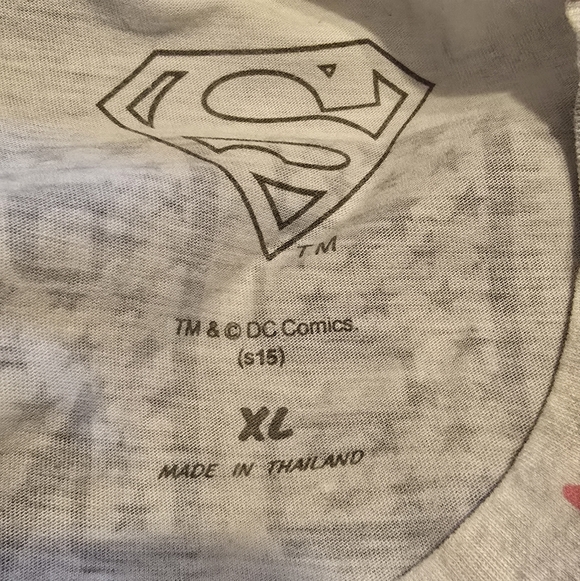 TM
TM & © DC Comics.
(s15)
XL
MADE IN THAILAND